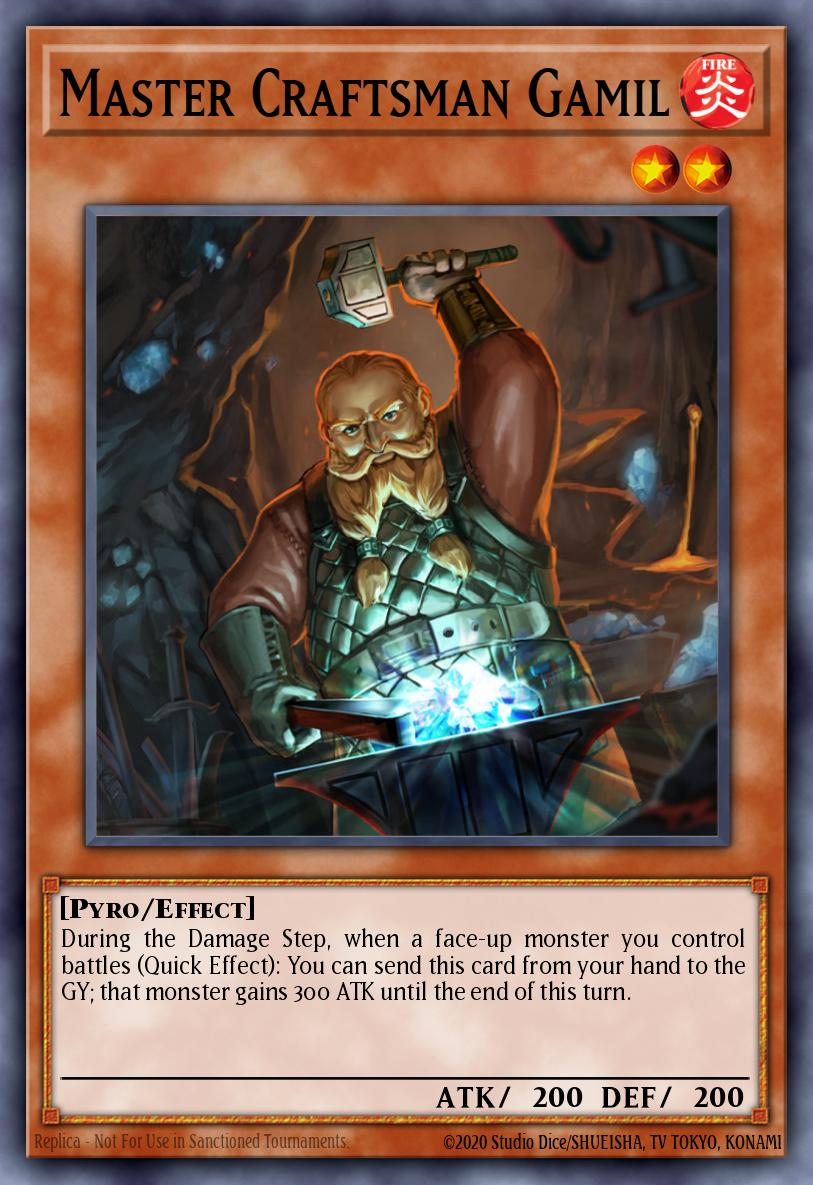 Master Craftsman Gamil
FIRE
炎
[Pyro/Effect]
During the Damage Step, when a face-up monster you control
battles (Quick Effect): You can send this card from your hand to the
GY; that monster gains 300 ATK until the end of this turn.
ATK/ 200 DEF/ 200
Replica - Not For Use in Sanctioned Tournaments.
©2020 Studio Dice/SHUEISHA, TV TOKYO, KONAMI